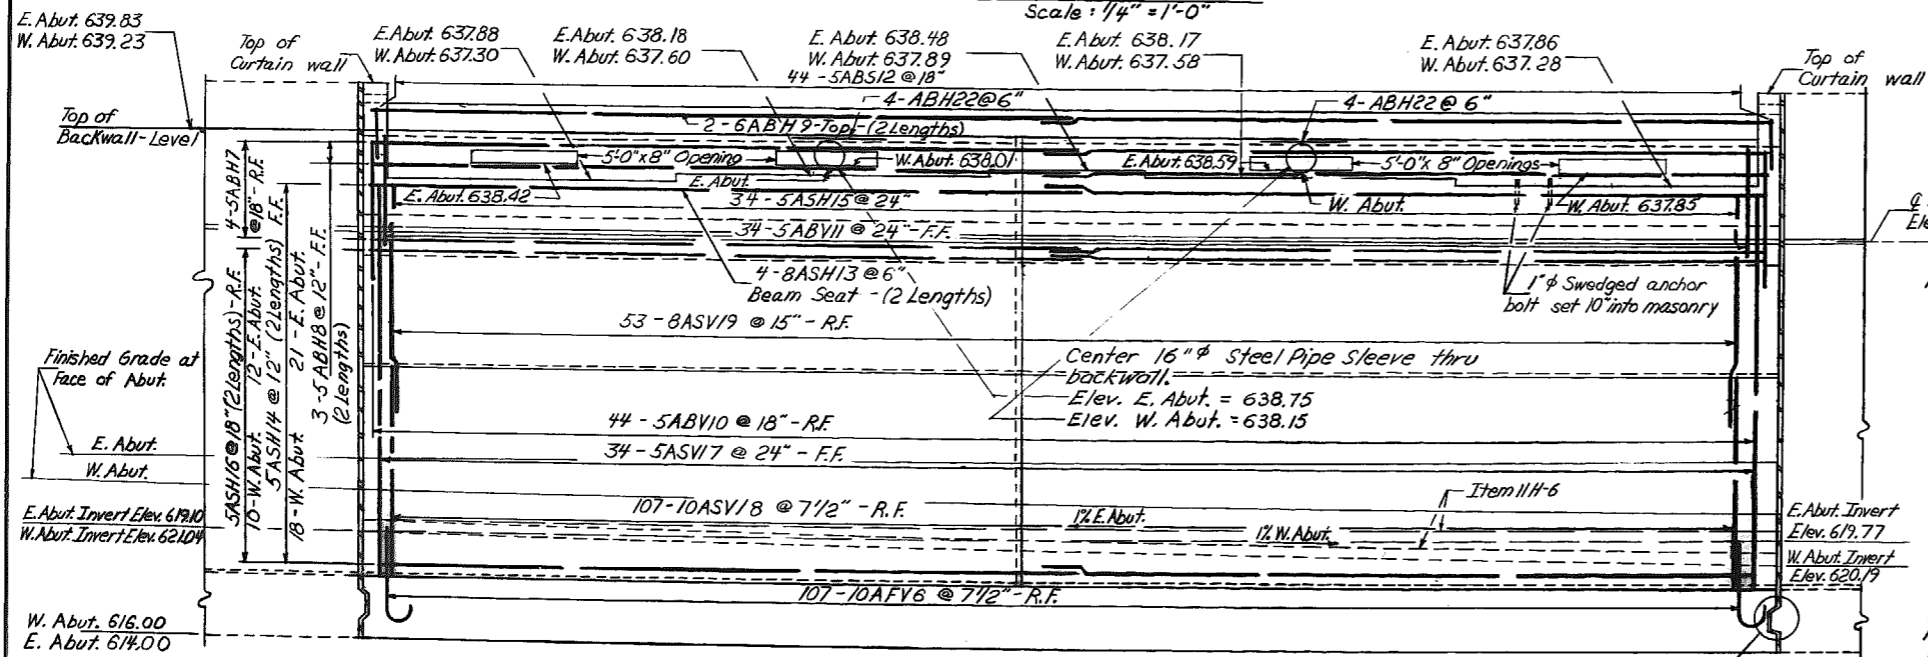 Scale : 1/4" = 1'-0"
E. Abut. 639.83
W. Abut. 639.23
Top of
Curtain wall
E. Abut. 637.88
W. Abut. 637.30
E. Abut. 638.18
W. Abut. 637.60
E. Abut. 638.48
W. Abut. 637.89
44 - 5ABS12 @ 18"
E. Abut. 638.17
W. Abut. 637.58
E. Abut. 637.86
W. Abut. 637.28
Top of
Curtain wall
4-ABH22@6"
4-ABH22 @ 6"
Top of
Backwall-Level
2-6ABH9-Top-(2 Lengths)
5'-0"x8" Opening
W. Abut. 638.01
E. Abut. 638.59
5'-0"x 8" Openings
E. Abut.
E. Abut. 638.42
34-5ASH15 @ 24"
W. Abut.
W. Abut. 637.85
34-5ABV11 @ 24"-F.F.
4-8ASH13 @ 6"
Beam Seat - (2 Lengths)
1"φ Swedged anchor
bolt set 10" into masonry
4-5ABH7
@18"-R.F.
5ASH16@18"(2Lengths)-R.F.
10-W. Abut. 12-E. Abut.
5ASH14 @ 12" (2 Lengths) F.F.
18-W. Abut. 21-E. Abut.
3-5ABH8 @ 12"-F.F.
(2 Lengths)
53 - 8ASV19 @ 15" - R.F.
Center 16"φ Steel Pipe Sleeve thru
backwall.
Elev. E. Abut. = 638.75
Elev. W. Abut. = 638.15
Finished Grade at
Face of Abut.
44 - 5ABV10 @ 18" - R.F.
34 - 5ASV17 @ 24" - F.F.
E. Abut.
W. Abut.
Item 11H-6
107-10ASV18 @ 7 1/2" - R.F.
1% E. Abut.
1% W. Abut.
E. Abut. Invert Elev. 619.10
W. Abut. Invert Elev. 621.04
E. Abut. Invert
Elev. 619.77
W. Abut. Invert
Elev. 620.19
107-10AFV6 @ 7 1/2" - R.F.
W. Abut. 616.00
E. Abut. 614.00